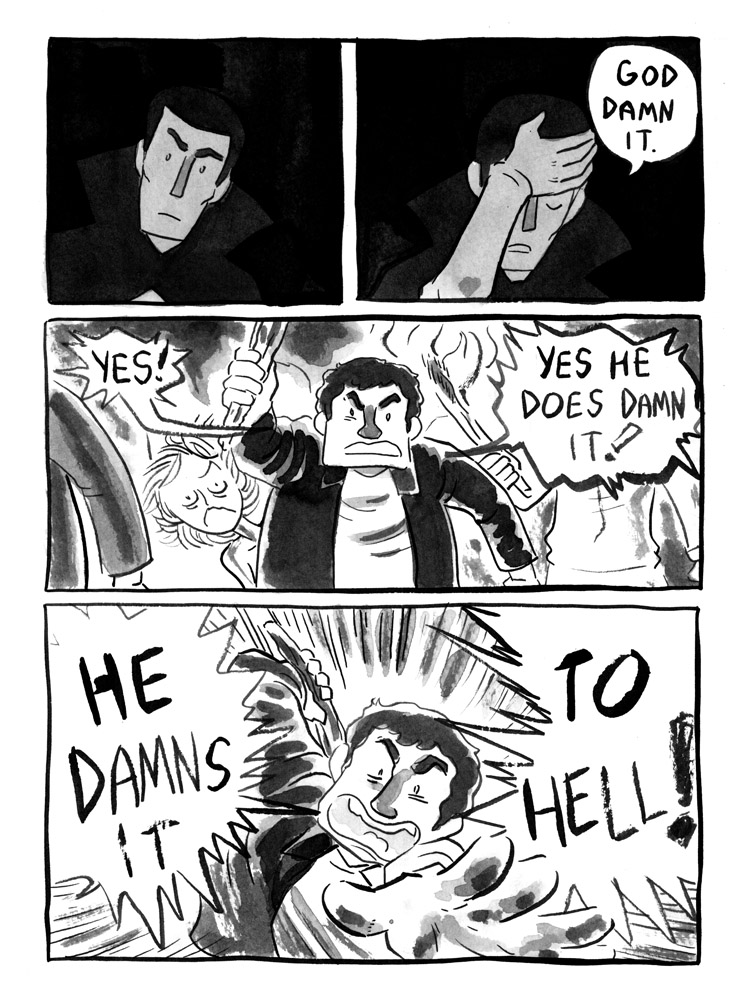 GOD
DAMN
IT.
YES!
YES HE
DOES DAMN
IT!
HE
DAMNS
IT
TO
HELL!